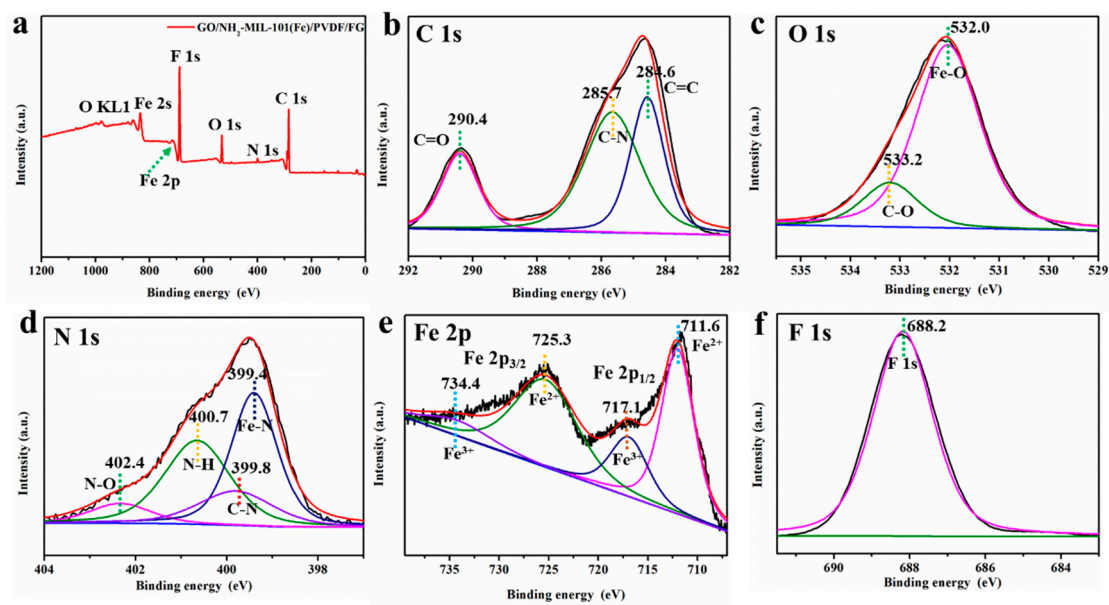 a
GO/NH₂-MIL-101(Fe)/PVDF/FG
F 1s
C 1s
O KL1
Fe 2s
O 1s
N 1s
Fe 2p
Intensity (a.u.)
1200 1000 800 600 400 200 0
Binding energy (eV)
b
C 1s
284.6
C=C
285.7
C-N
290.4
C=O
Intensity (a.u.)
292 290 288 286 284 282
Binding energy (eV)
c
O 1s
532.0
Fe-O
533.2
C-O
Intensity (a.u.)
535 534 533 532 531 530 529
Binding energy (eV)
d
N 1s
399.4
400.7
Fe-N
402.4
N-H
399.8
N-O
C-N
Intensity (a.u.)
404 402 400 398
Binding energy (eV)
e
Fe 2p
711.6
Fe²⁺
725.3
Fe 2p₃/₂
Fe 2p₁/₂
734.4
Fe²⁺
717.1
Fe³⁺
Fe³⁺
Intensity (a.u.)
735 730 725 720 715 710
Binding energy (eV)
f
F 1s
688.2
F 1s
Intensity (a.u.)
690 688 686 684
Binding energy (eV)